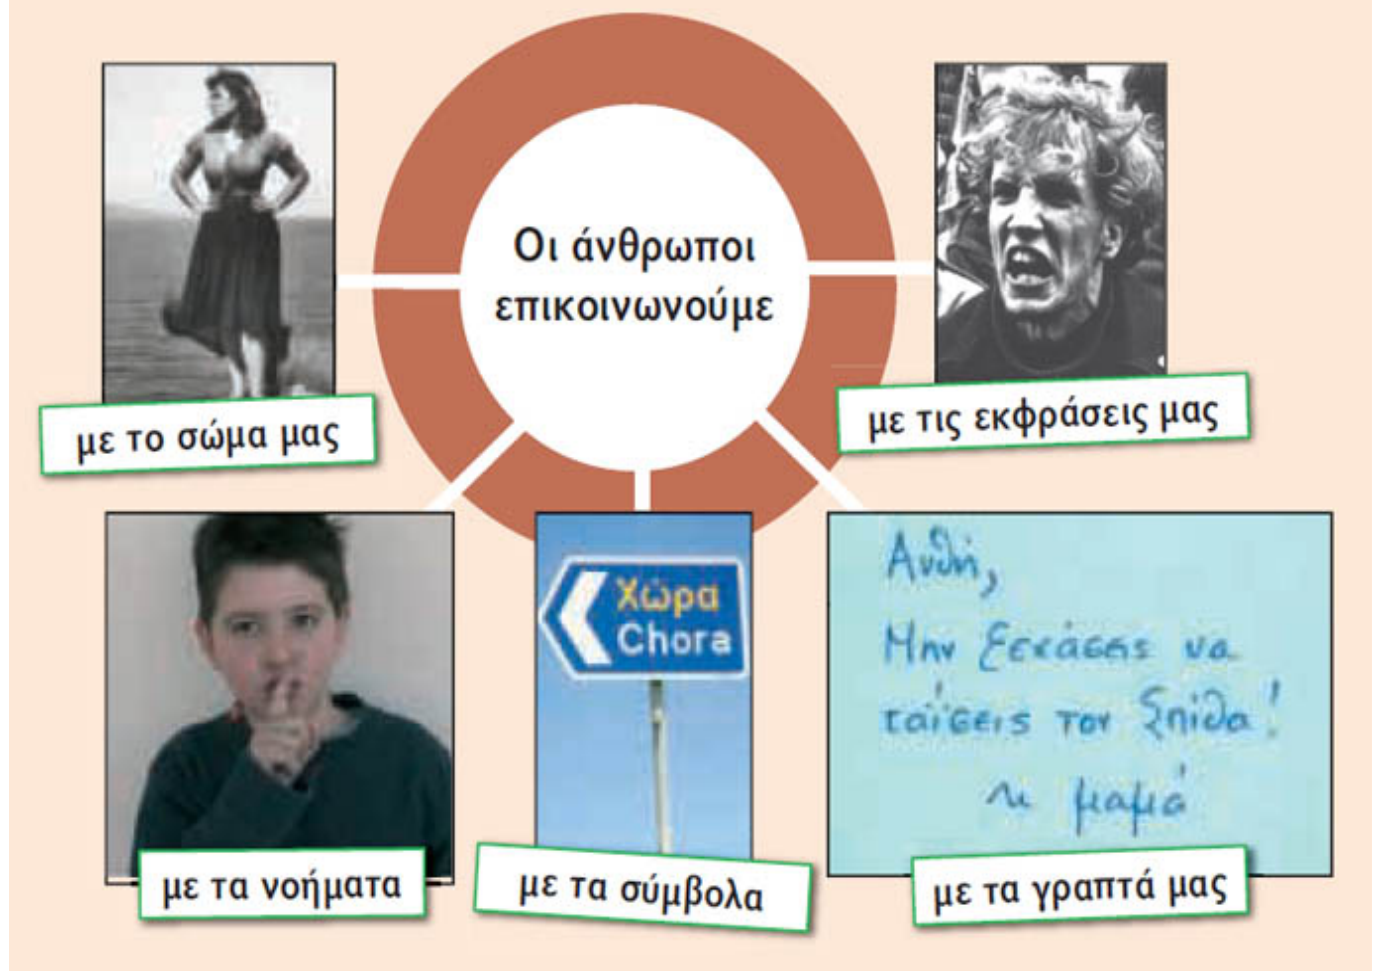 Οι άνθρωποι
επικοινωνούμε
με το σώμα μας
με τις εκφράσεις μας
Χώρα
Chora
Ανθή,
Μην ξεχάσεις να
ταΐσεις τον Σπίθα!
η μαμά
με τα νοήματα
με τα σύμβολα
με τα γραπτά μας